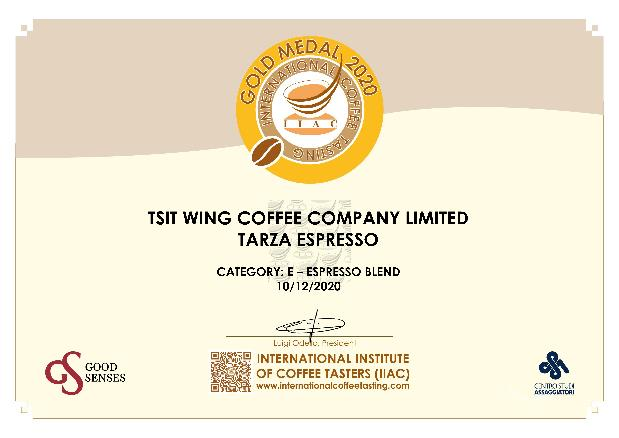 GOLD MEDAL 2020
INTERNATIONAL COFFEE TASTING
IIAC
TSIT WING COFFEE COMPANY LIMITED
TARZA ESPRESSO
CATEGORY: E – ESPRESSO BLEND
10/12/2020
Luigi Odello, President
INTERNATIONAL INSTITUTE
OF COFFEE TASTERS (IIAC)
www.internationalcoffeetasting.com
GS GOOD
SENSES
CENTRO STUDI
ASSAGGIATORI